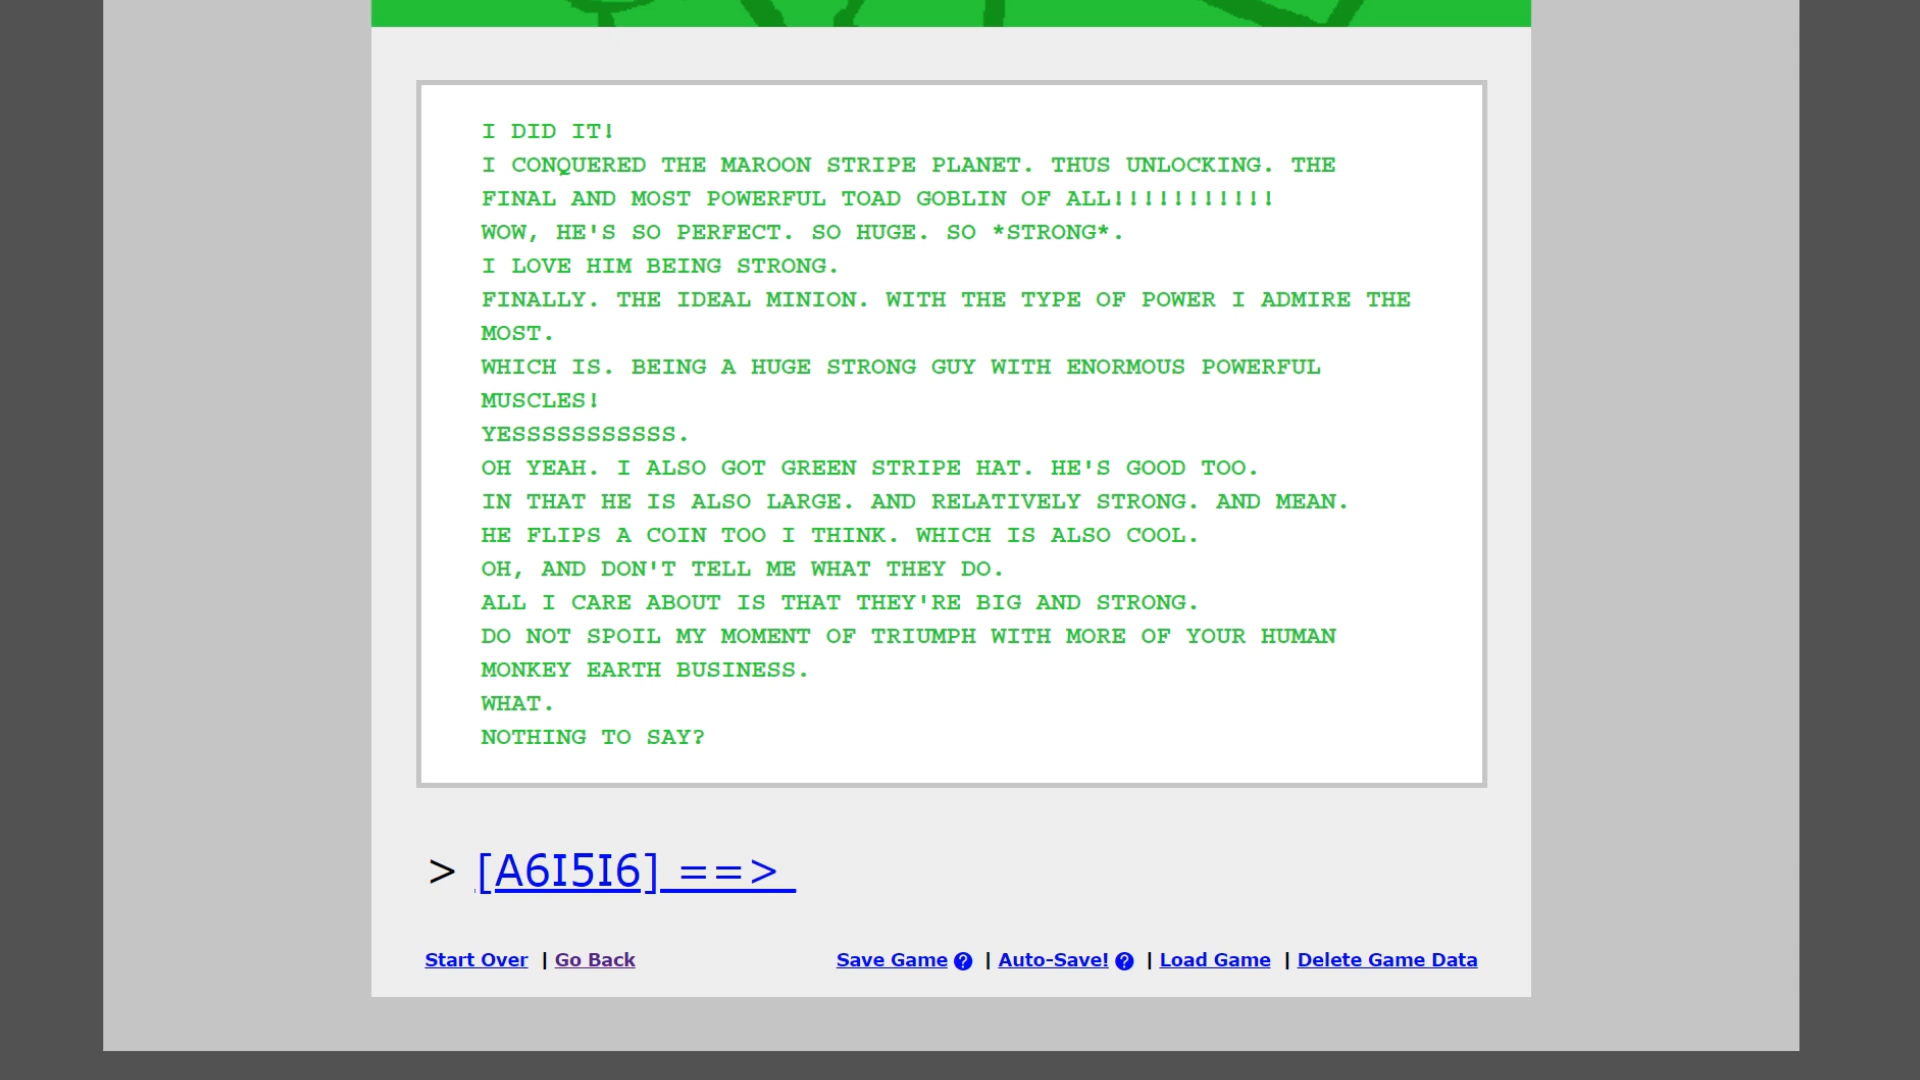 I DID IT!
I CONQUERED THE MAROON STRIPE PLANET. THUS UNLOCKING. THE
FINAL AND MOST POWERFUL TOAD GOBLIN OF ALL!!!!!!!!!!!
WOW, HE'S SO PERFECT. SO HUGE. SO *STRONG*.
I LOVE HIM BEING STRONG.
FINALLY. THE IDEAL MINION. WITH THE TYPE OF POWER I ADMIRE THE
MOST.
WHICH IS. BEING A HUGE STRONG GUY WITH ENORMOUS POWERFUL
MUSCLES!
YESSSSSSSSSSS.
OH YEAH. I ALSO GOT GREEN STRIPE HAT. HE'S GOOD TOO.
IN THAT HE IS ALSO LARGE. AND RELATIVELY STRONG. AND MEAN.
HE FLIPS A COIN TOO I THINK. WHICH IS ALSO COOL.
OH, AND DON'T TELL ME WHAT THEY DO.
ALL I CARE ABOUT IS THAT THEY'RE BIG AND STRONG.
DO NOT SPOIL MY MOMENT OF TRIUMPH WITH MORE OF YOUR HUMAN
MONKEY EARTH BUSINESS.
WHAT.
NOTHING TO SAY?
> [A6I5I6] ==>
Start Over | Go Back Save Game ? | Auto-Save! ? | Load Game | Delete Game Data